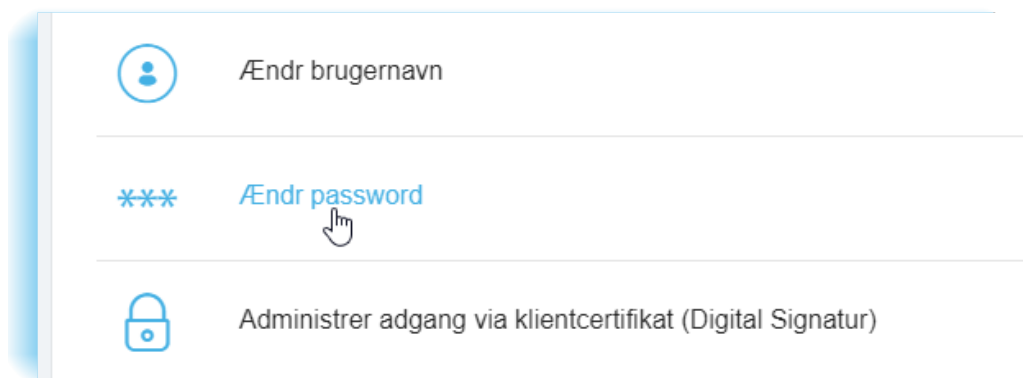 Ændr brugernavn
Ændr password
Administrer adgang via klientcertifikat (Digital Signatur)